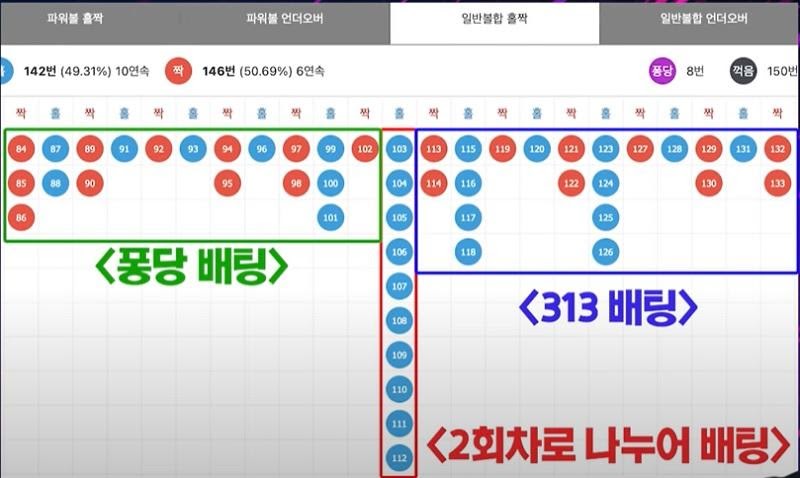 파워볼 홀짝 파워볼 언더오버 일반볼합 홀짝 일반볼합 언더오버
홀 142번 (49.31%) 10연속 짝 146번 (50.69%) 6연속 퐁당 8번 꺽음 150번
짝 홀 짝 홀 짝 홀 짝 홀 짝 홀 짝 홀 짝 홀 짝 홀 짝 홀 짝 홀 짝 홀 짝
84 87 89 91 92 93 94 96 97 99 102 103 113 115 119 120 121 123 127 128 129 131 132
85 88 90 95 98 100 104 114 116 122 124 130 133
86 101 105 117 125
106 118 126
<퐁당 배팅>
107
<313 배팅>
108
109
110
111
<2회차로 나누어 배팅>
112